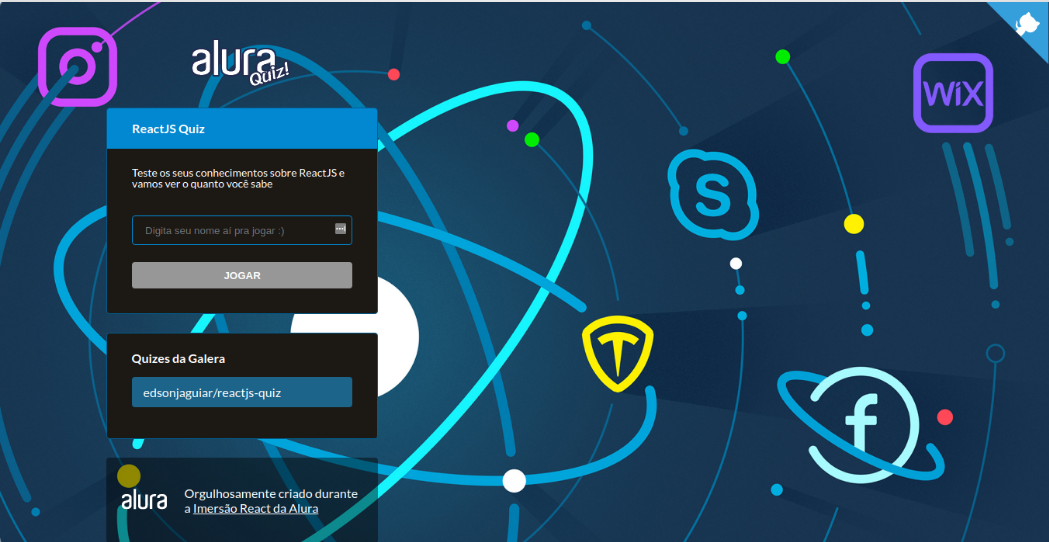 alura
Quiz!
WiX
ReactJS Quiz
Teste os seus conhecimentos sobre ReactJS e
vamos ver o quanto você sabe
S
Digita seu nome aí pra jogar :)
JOGAR
Quizes da Galera
edsonjaguiar/reactjs-quiz
f
alura
Orgulhosamente criado durante
a Imersão React da Alura